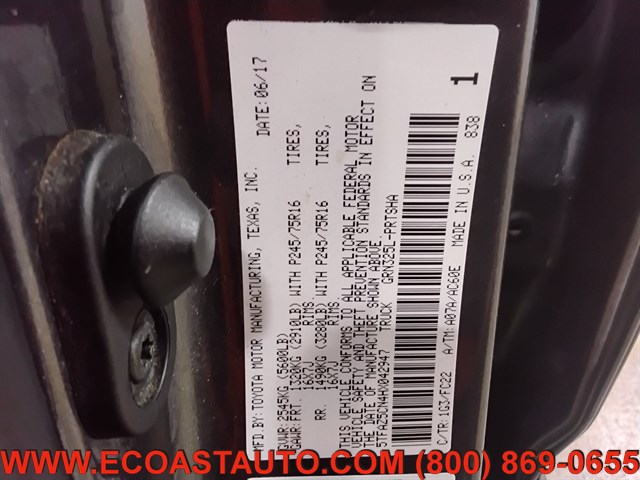 MFD.BY:TOYOTA MOTOR MANUFACTURING, TEXAS, INC. DATE:06/17
GVWR:2545KG(5600LB)
GAWR:FRT. 1320KG (2910LB) WITH P245/75R16 TIRES,
16X7J RIMS,
RR. 1490KG (3280LB) WITH P245/75R16 TIRES,
16X7J RIMS
THIS VEHICLE CONFORMS TO ALL APPLICABLE FEDERAL MOTOR
VEHICLE SAFETY AND THEFT PREVENTION STANDARDS IN EFFECT ON
THE DATE OF MANUFACTURE SHOWN ABOVE.
5TFAZ5CN4HX042947 TRUCK GRN325L-PRTSHA
C/TR:1G3/FC22 A/TM:A07A/AC60E MADE IN U.S.A. 838
1
WWW.ECOASTAUTO.COM (800) 869-0655